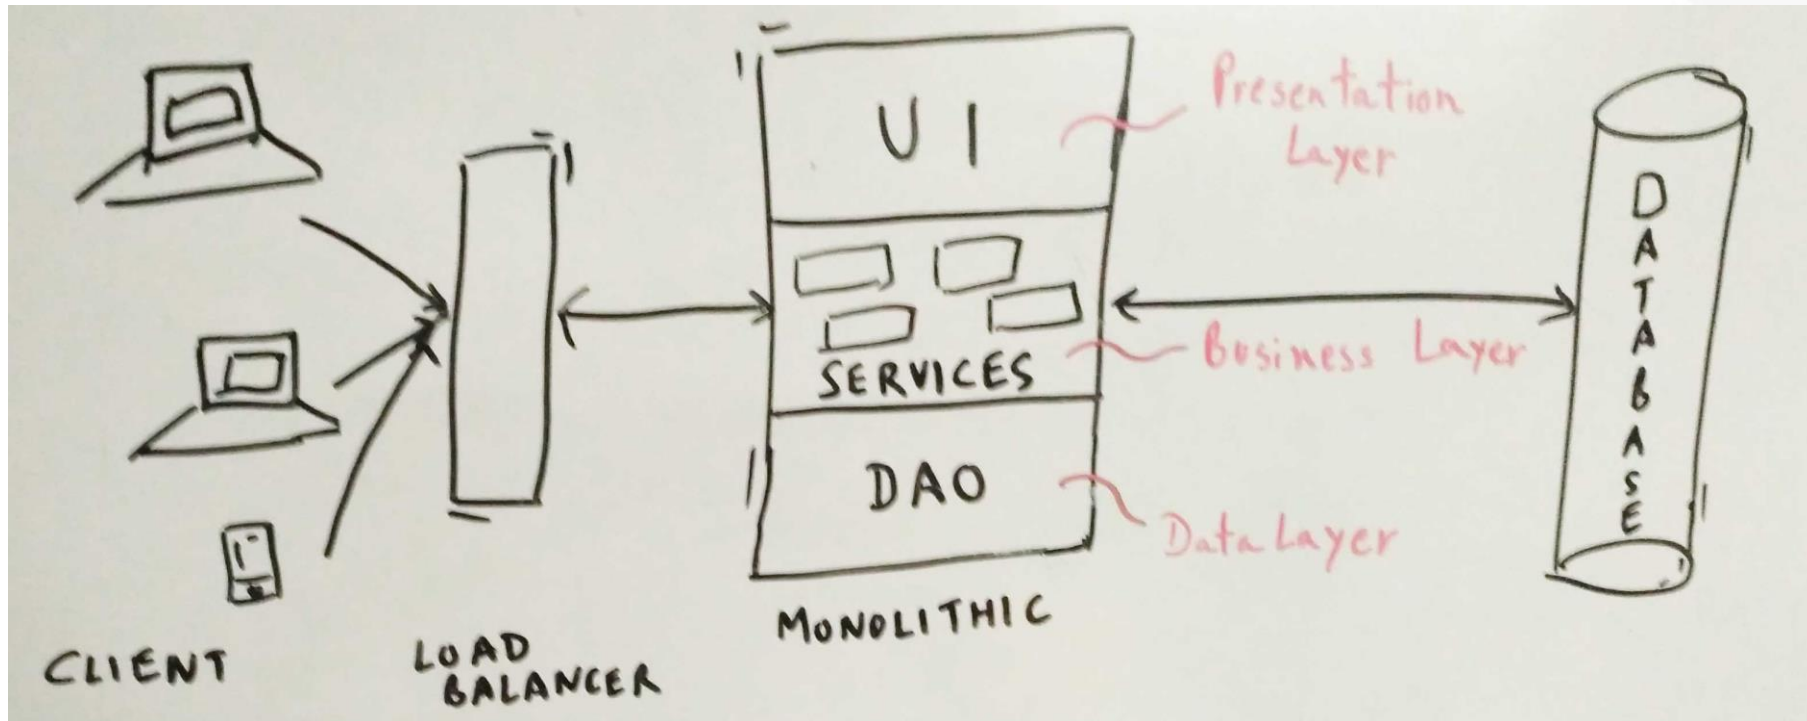 UI
Presentation
Layer
SERVICES
Business Layer
DAO
Data Layer
DATABASE
CLIENT
LOAD
BALANCER
MONOLITHIC